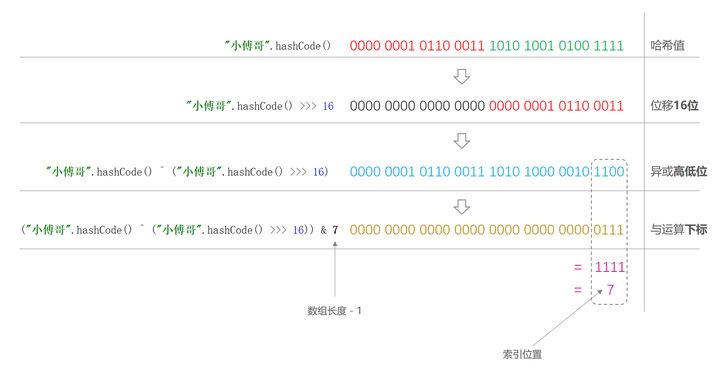 "小傅哥".hashCode() 0000 0001 0110 0011 1010 1001 0100 1111 哈希值
"小傅哥".hashCode() >>> 16 0000 0000 0000 0000 0000 0001 0110 0011 位移16位
"小傅哥".hashCode() ^ ("小傅哥".hashCode() >>> 16) 0000 0001 0110 0011 1010 1000 0010 1100 异或高低位
("小傅哥".hashCode() ^ ("小傅哥".hashCode() >>> 16)) & 7 0000 0000 0000 0000 0000 0000 0000 0111 与运算下标
= 1111
= 7
数组长度 - 1
索引位置